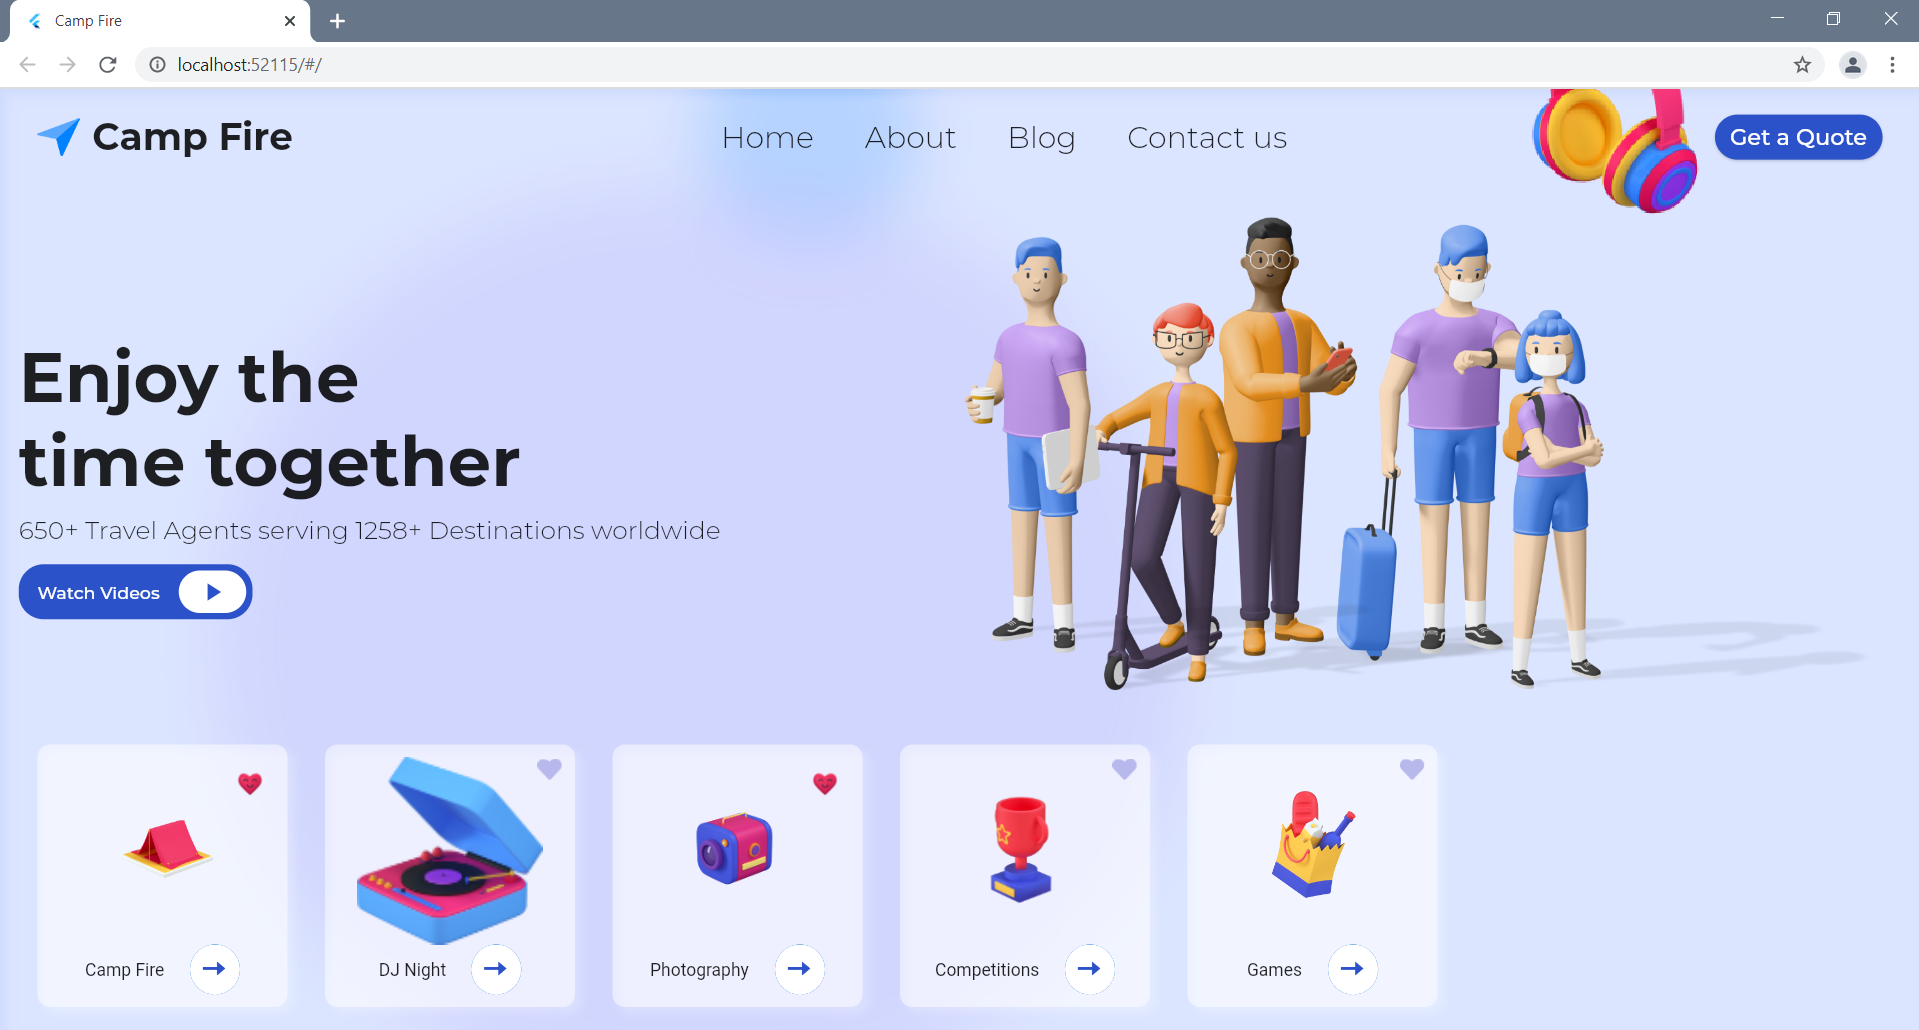 Camp Fire
localhost:52115/#/
Camp Fire
Home About Blog Contact us
Get a Quote
Enjoy the
time together
650+ Travel Agents serving 1258+ Destinations worldwide
Watch Videos
Camp Fire
DJ Night
Photography
Competitions
Games